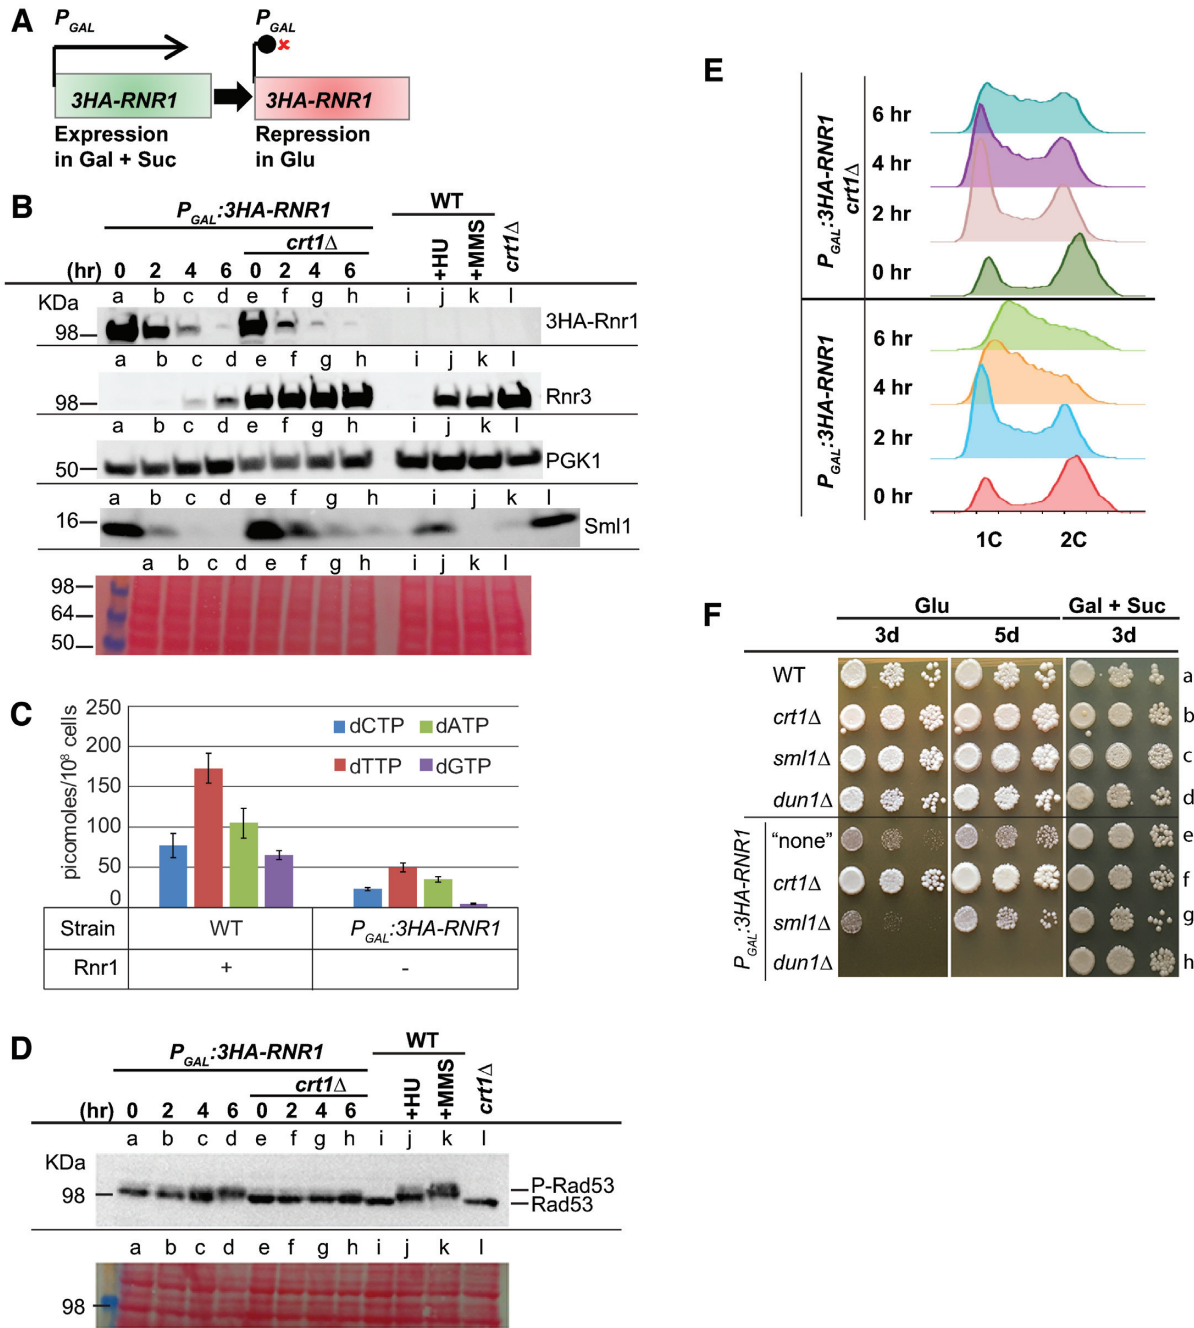 A
P_GAL P_GAL
3HA-RNR1 3HA-RNR1
Expression Repression
in Gal + Suc in Glu
B
P_GAL:3HA-RNR1 WT
crt1Δ +HU +MMS crt1Δ
(hr) 0 2 4 6 0 2 4 6
KDa a b c d e f g h i j k l
98 3HA-Rnr1
a b c d e f g h i j k l
98 Rnr3
a b c d e f g h i j k l
50 PGK1
a b c d e f g h i j k l
16 Sml1
a b c d e f g h i j k l
98
64
50
C
picomoles/10⁸ cells
250
200
150
100
50
0
dCTP dATP
dTTP dGTP
Strain WT P_GAL:3HA-RNR1
Rnr1 + -
D
P_GAL:3HA-RNR1 WT
crt1Δ +HU +MMS crt1Δ
(hr) 0 2 4 6 0 2 4 6
a b c d e f g h i j k l
KDa
98 P-Rad53
Rad53
a b c d e f g h i j k l
98
E
P_GAL:3HA-RNR1
crt1Δ
6 hr
4 hr
2 hr
0 hr
P_GAL:3HA-RNR1
6 hr
4 hr
2 hr
0 hr
1C 2C
F
Glu Gal + Suc
3d 5d 3d
WT a
crt1Δ b
sml1Δ c
dun1Δ d
P_GAL:3HA-RNR1
"none" e
crt1Δ f
sml1Δ g
dun1Δ h